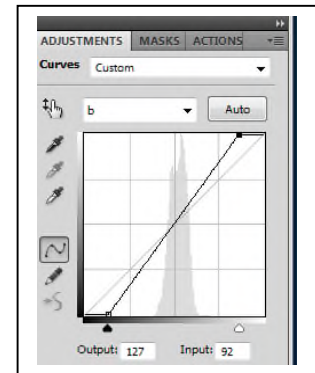 ADJUSTMENTS MASKS ACTIONS
Curves Custom
b Auto
Output: 127 Input: 92